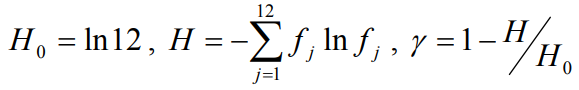 H₀ = ln12 , H = −∑_{j=1}^{12} f_j ln f_j , γ = 1 − H/H₀